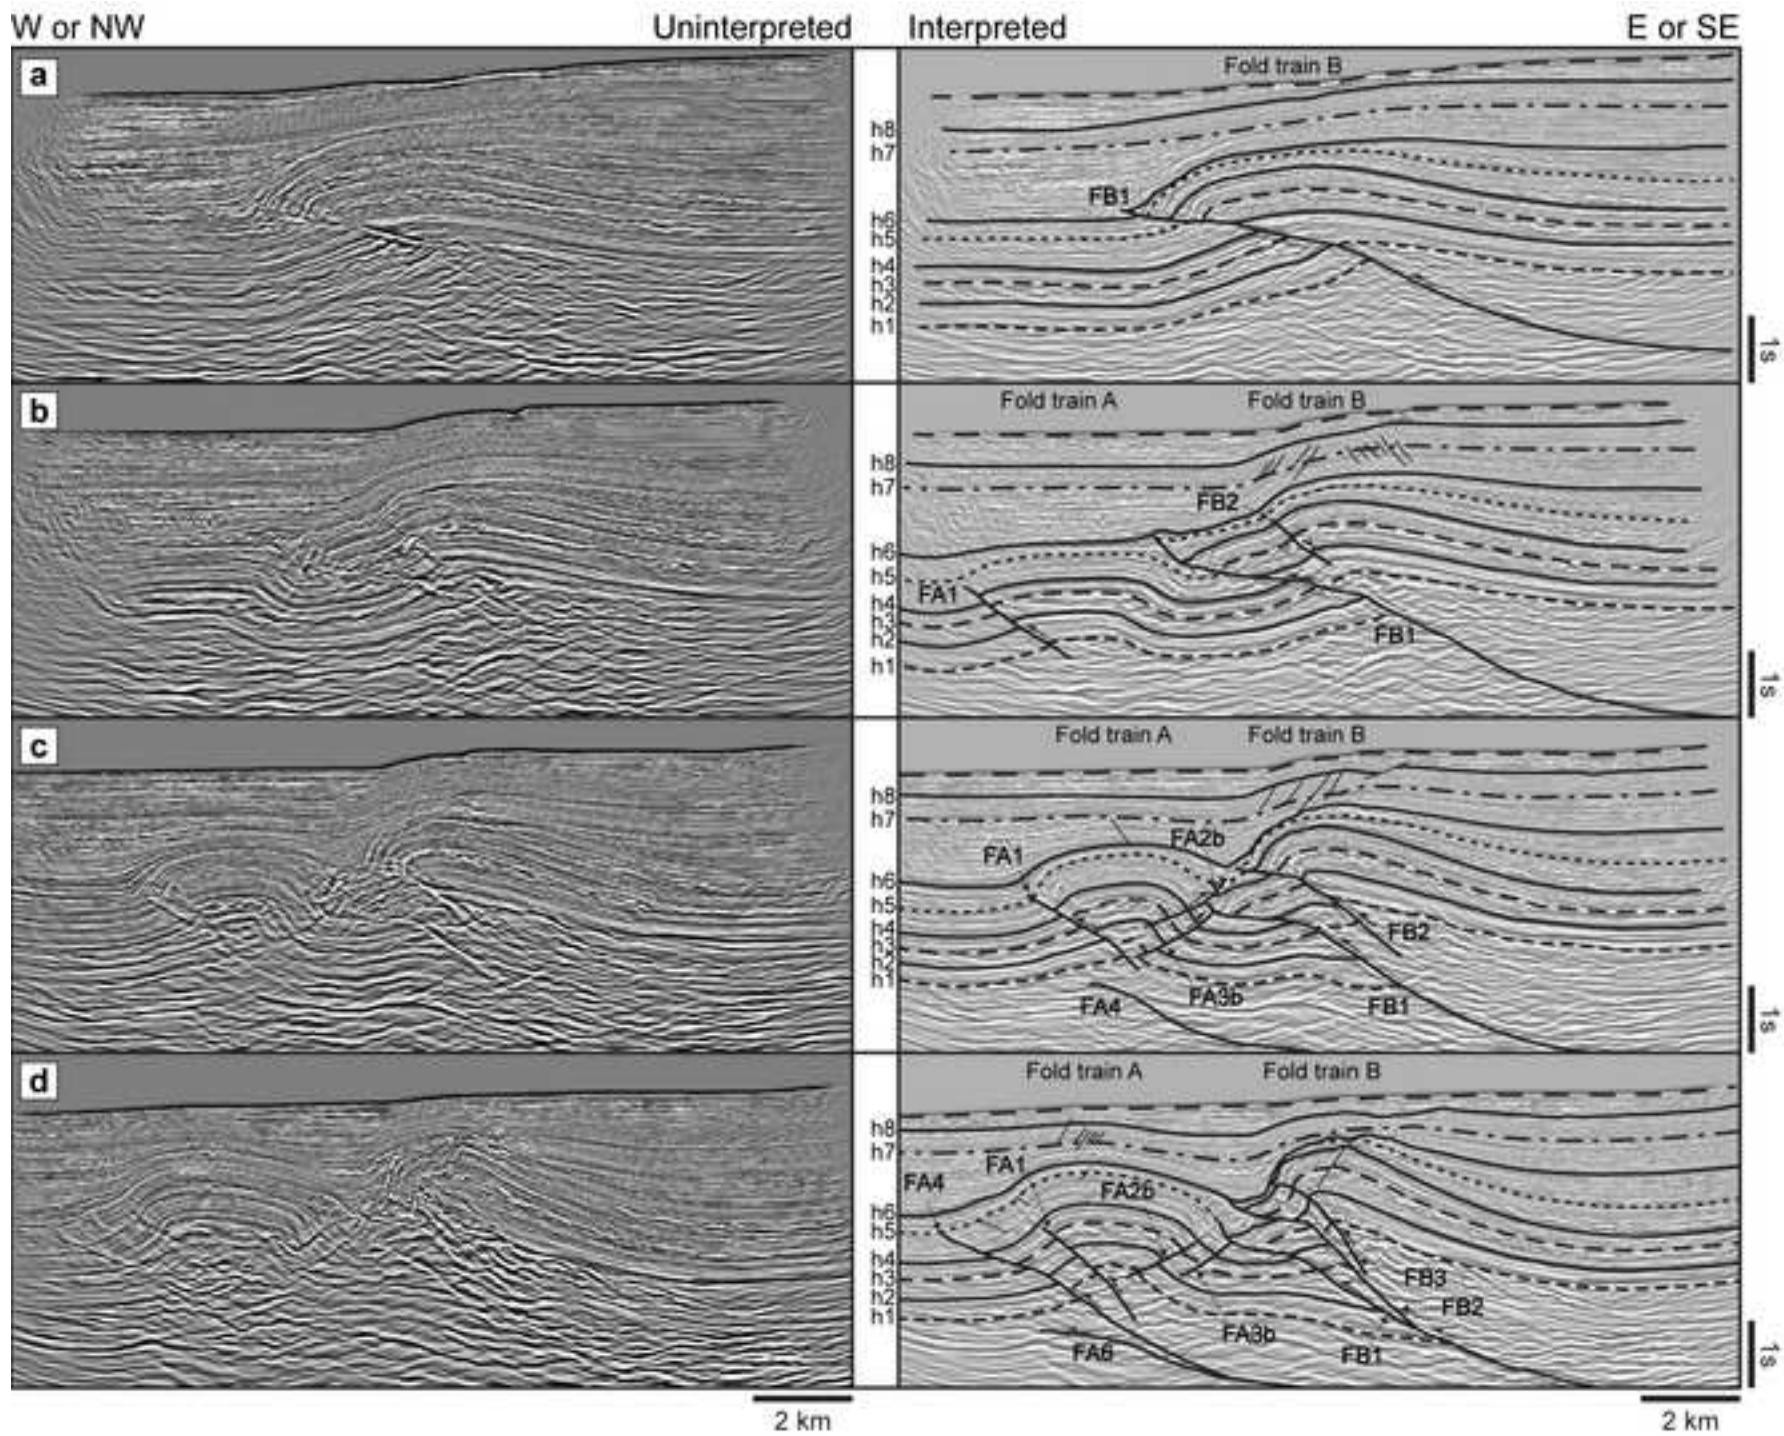 W or NW Uninterpreted Interpreted E or SE
a
Fold train B
FB1
h8
h7
h6
h5
h4
h3
h2
h1
1s
b
Fold train A Fold train B
FB2
FA1
FB1
h8
h7
h6
h5
h4
h3
h2
h1
1s
c
Fold train A Fold train B
FA1 FA2b
FB2
FA4 FA3b FB1
h8
h7
h6
h5
h4
h3
h2
h1
1s
d
Fold train A Fold train B
FA4 FA1 FA2b
FB3
FB2
FA6 FA3b FB1
h8
h7
h6
h5
h4
h3
h2
h1
1s
2 km 2 km